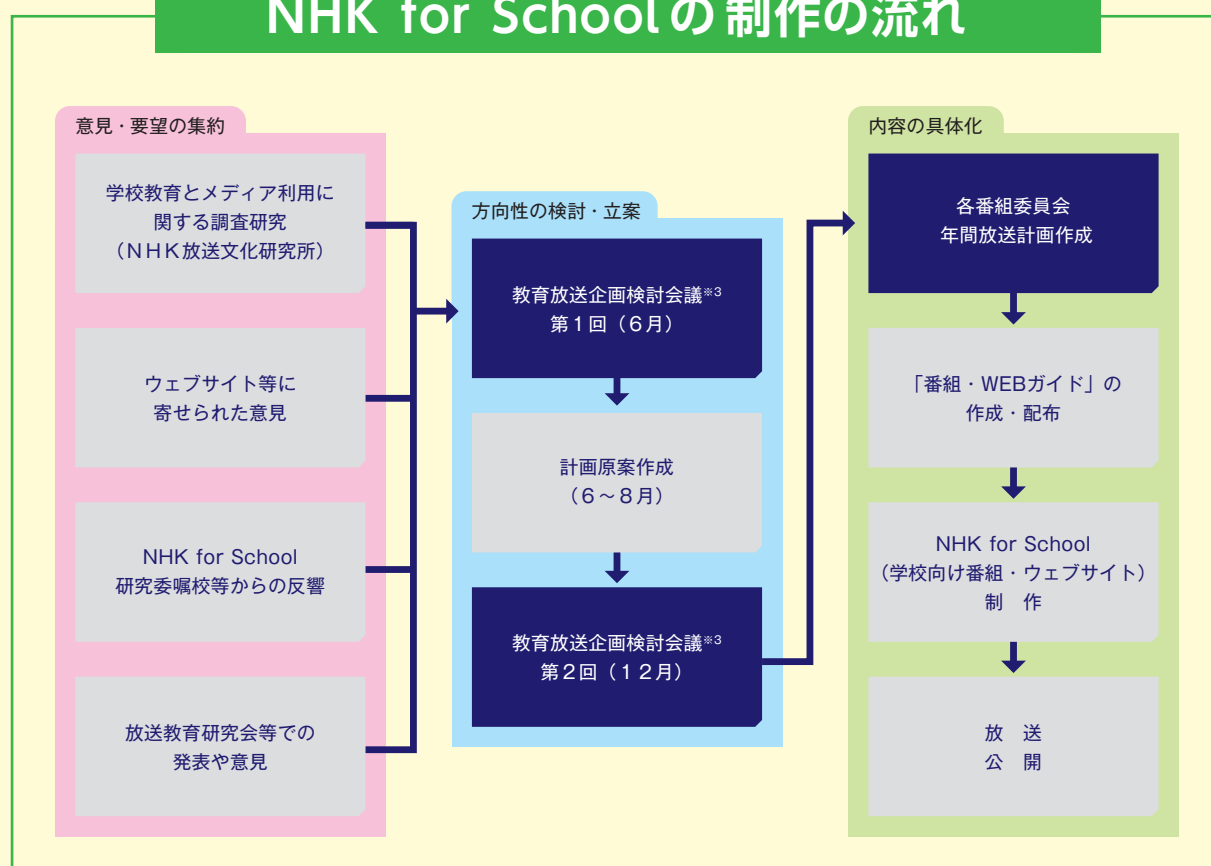 NHK for Schoolの制作の流れ
意見・要望の集約
学校教育とメディア利用に
関する調査研究
（NHK放送文化研究所）
ウェブサイト等に
寄せられた意見
NHK for School
研究委嘱校等からの反響
放送教育研究会等での
発表や意見
方向性の検討・立案
教育放送企画検討会議※3
第1回（6月）
計画原案作成
（6～8月）
教育放送企画検討会議※3
第2回（12月）
内容の具体化
各番組委員会
年間放送計画作成
「番組・WEBガイド」の
作成・配布
NHK for School
（学校向け番組・ウェブサイト）
制　作
放　送
公　開